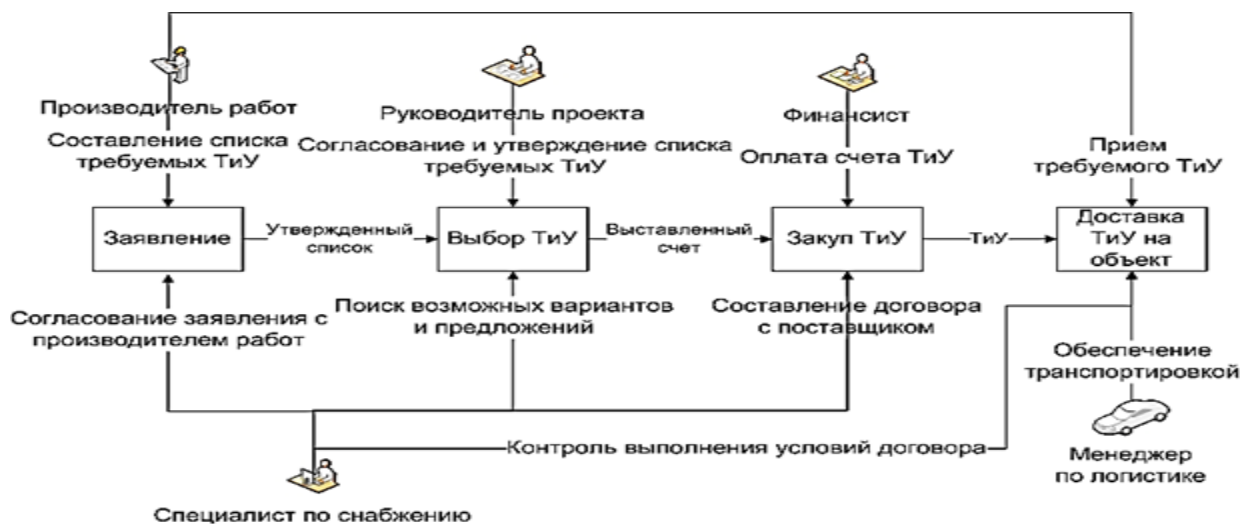 Производитель работ
Руководитель проекта
Финансист
Составление списка
требуемых ТиУ
Согласование и утверждение списка
требуемых ТиУ
Оплата счета ТиУ
Прием
требуемого ТиУ
Заявление
Утвержденный
список
Выбор ТиУ
Выставленный
счет
Закуп ТиУ
ТиУ
Доставка
ТиУ на
объект
Согласование заявления с
производителем работ
Поиск возможных вариантов
и предложений
Составление договора
с поставщиком
Обеспечение
транспортировкой
Контроль выполнения условий договора
Менеджер
по логистике
Специалист по снабжению